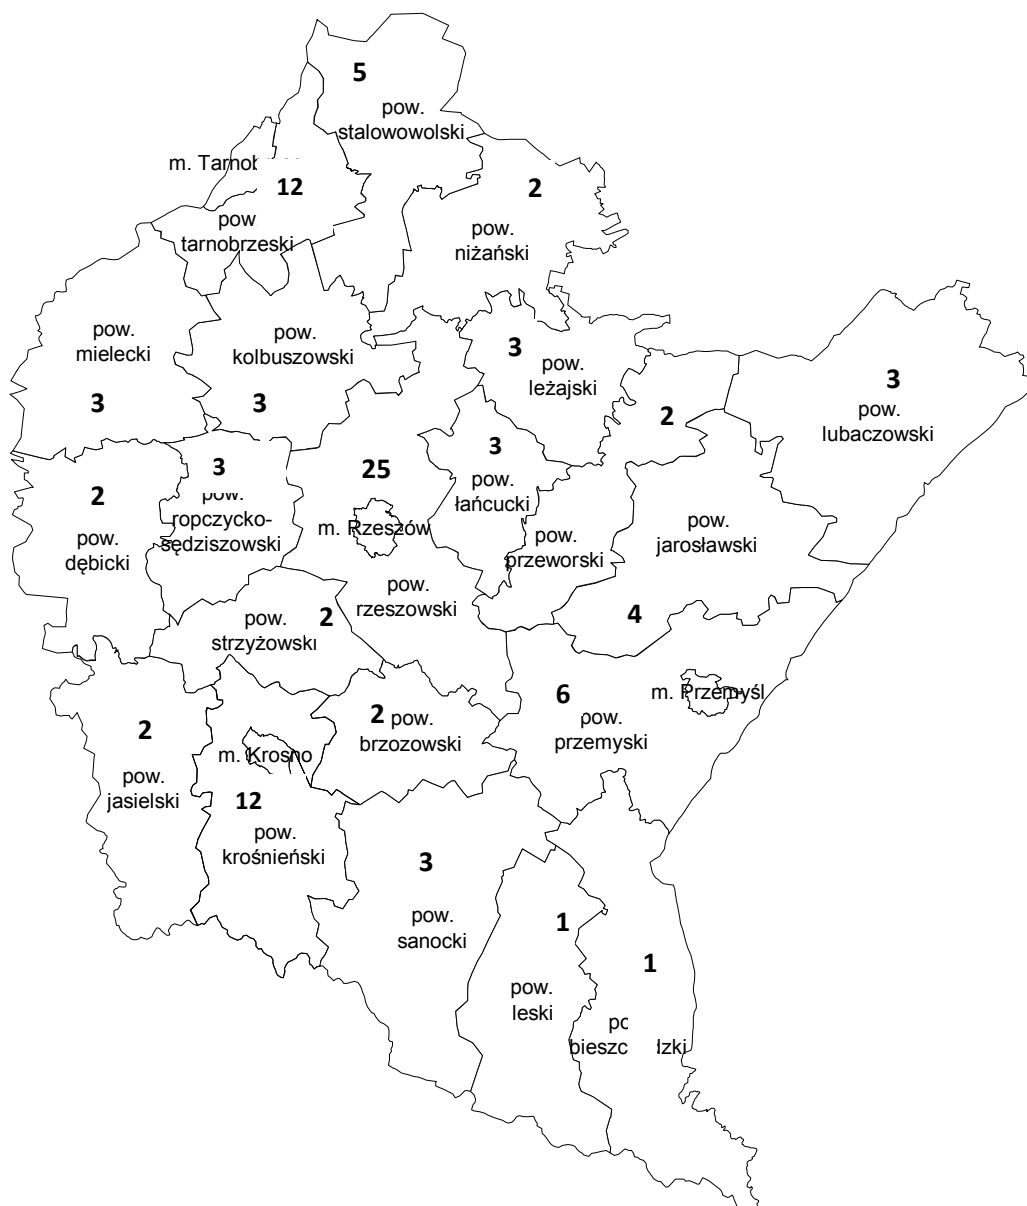 5
pow.
stalowowolski
m. Tarnob
12
2
pow
tarnobrzeski
pow.
niżański
pow.
mielecki
3
pow.
kolbuszowski
3
3
pow.
leżajski
2
3
pow.
lubaczowski
2
pow.
dębicki
3
pow.
ropczycko-
sędziszowski
25
m. Rzeszów
pow.
rzeszowski
3
pow.
łańcucki
pow.
przeworski
pow.
jarosławski
4
pow.
strzyżowski
2
6
pow.
przemyski
m. Przemyśl
2
pow.
jasielski
m. Krosno
12
pow.
krośnieński
2 pow.
brzozowski
3
pow.
sanocki
1
pow.
leski
1
bieszc dzki